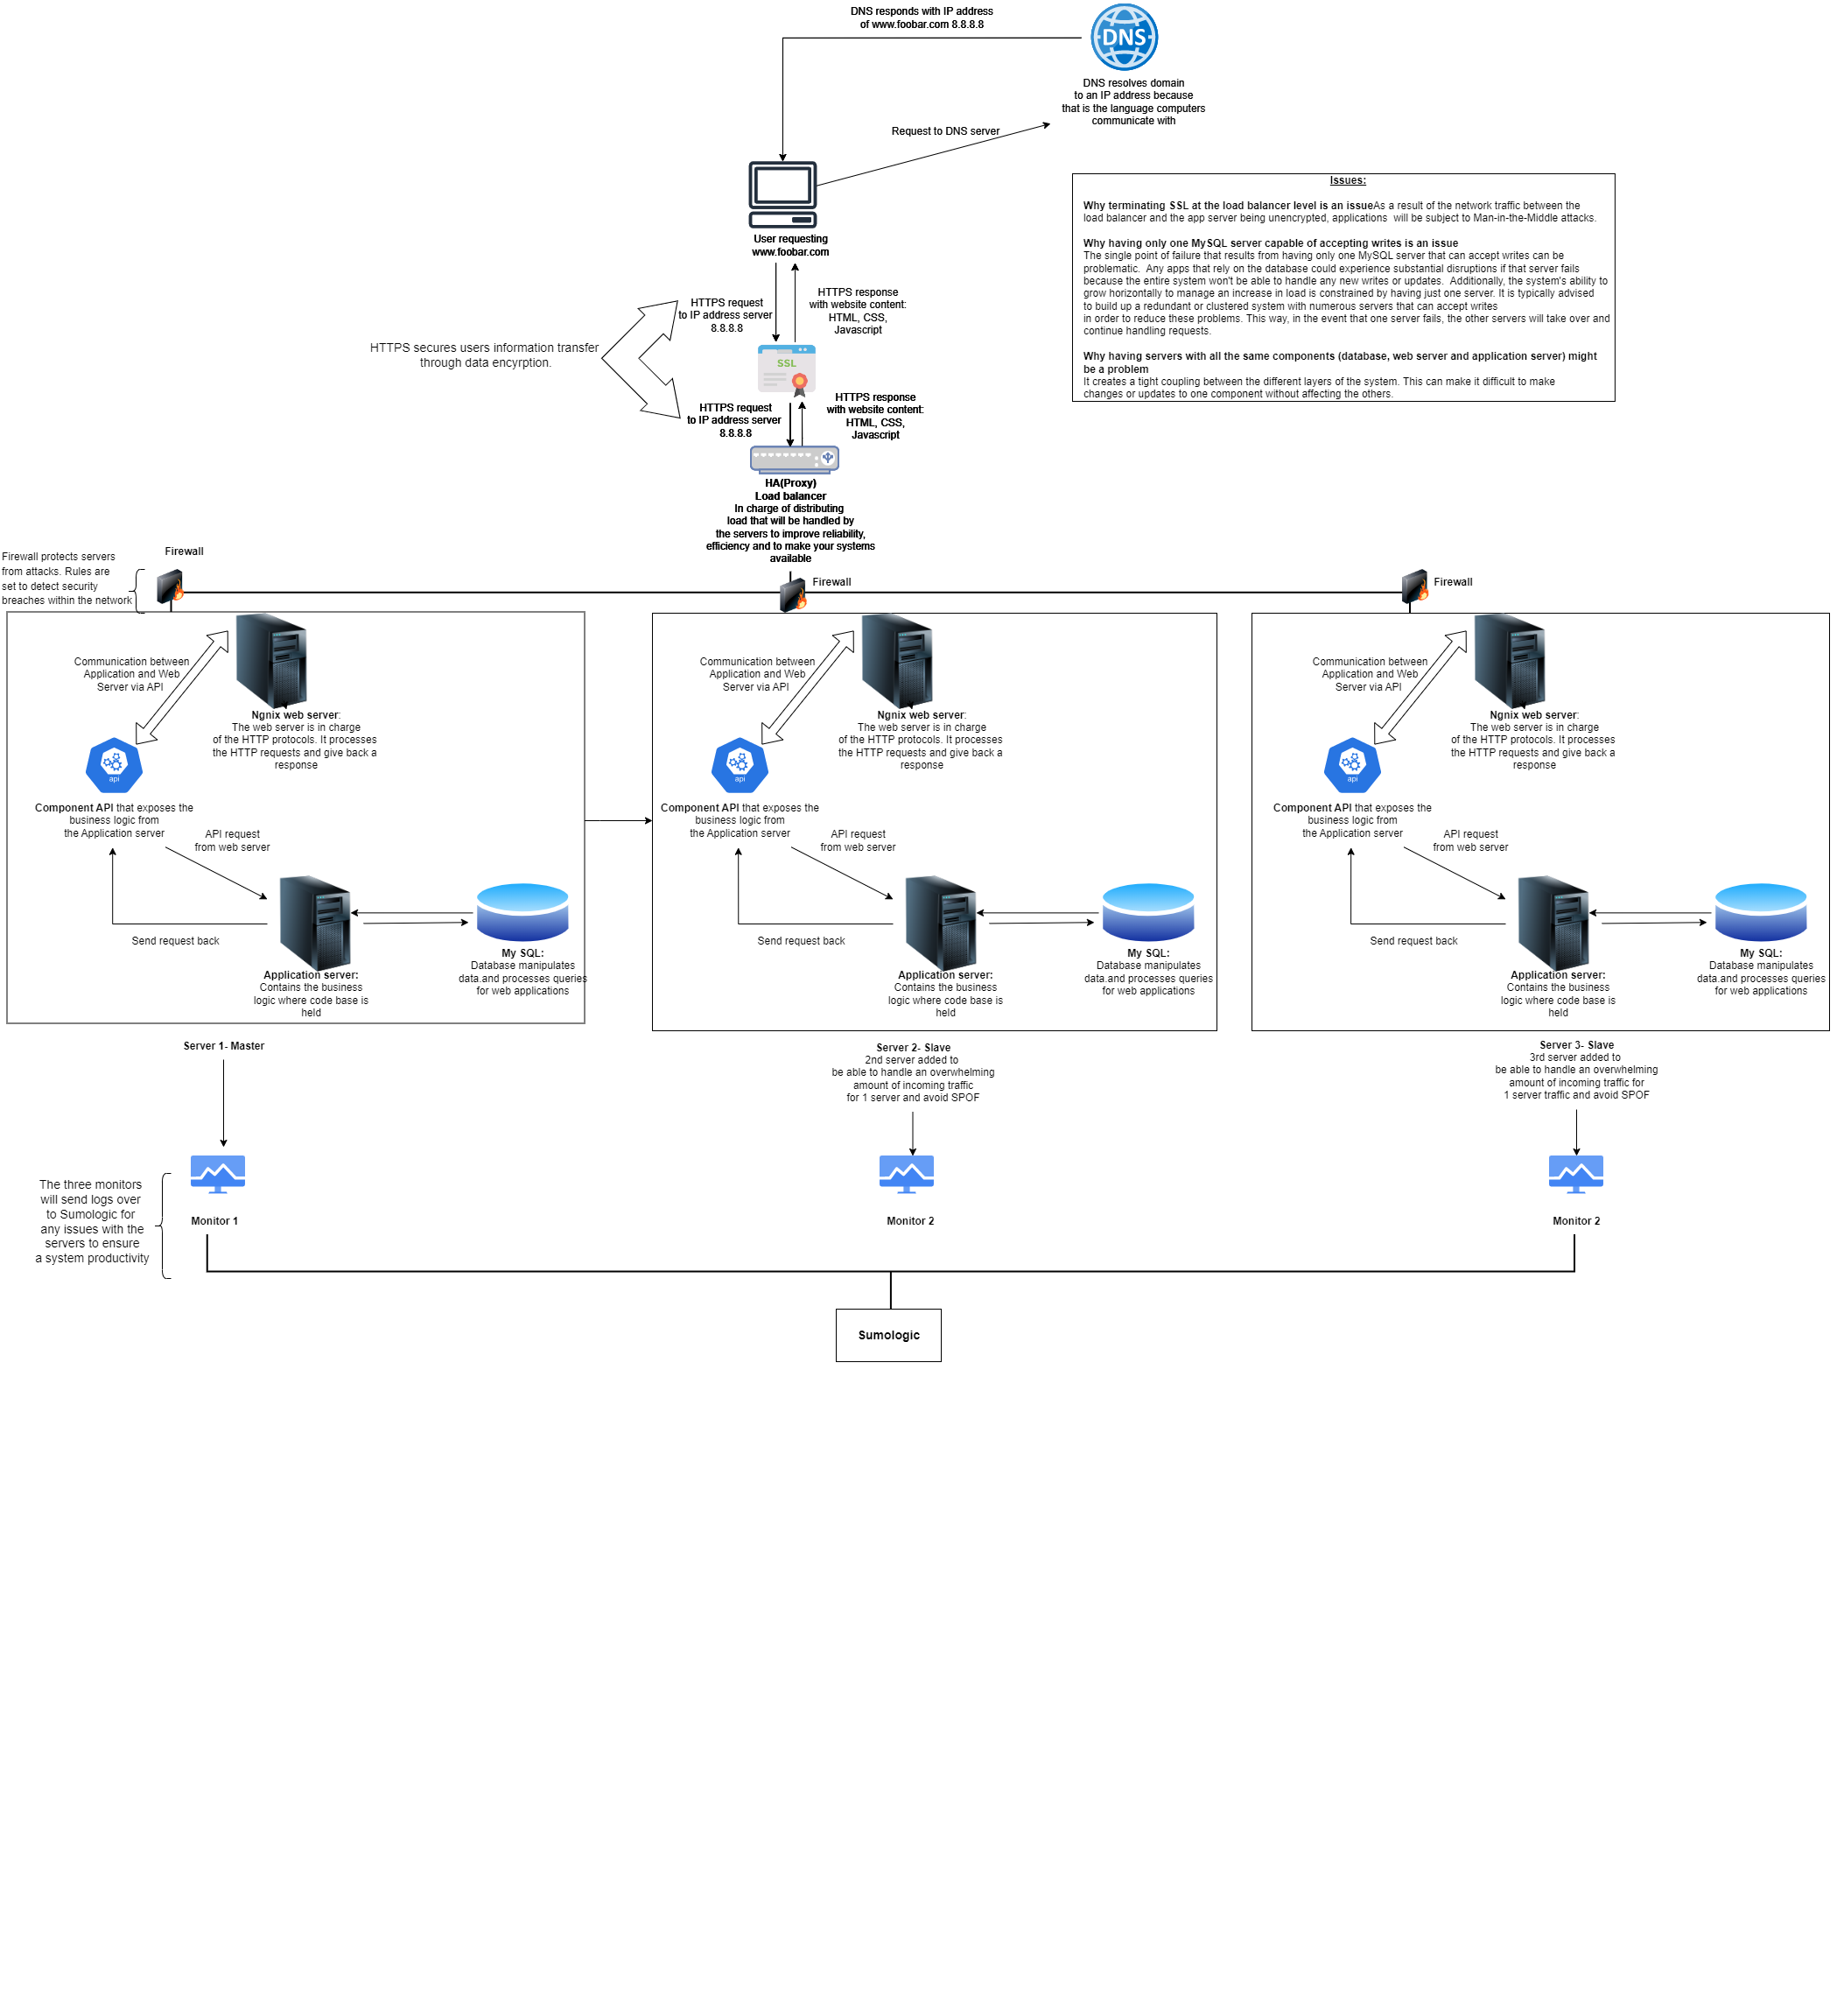 DNS responds with IP address
of www.foobar.com 8.8.8.8
DNS
DNS resolves domain
to an IP address because
that is the language computers
communicate with
Request to DNS server
User requesting
www.foobar.com
Issues:
Why terminating SSL at the load balancer level is an issueAs a result of the network traffic between the
load balancer and the app server being unencrypted, applications  will be subject to Man-in-the-Middle attacks.
Why having only one MySQL server capable of accepting writes is an issue
The single point of failure that results from having only one MySQL server that can accept writes can be
problematic.  Any apps that rely on the database could experience substantial disruptions if that server fails
because the entire system won't be able to handle any new writes or updates.  Additionally, the system's ability to
grow horizontally to manage an increase in load is constrained by having just one server. It is typically advised
to build up a redundant or clustered system with numerous servers that can accept writes
in order to reduce these problems. This way, in the event that one server fails, the other servers will take over and
continue handling requests.
Why having servers with all the same components (database, web server and application server) might
be a problem
It creates a tight coupling between the different layers of the system. This can make it difficult to make
changes or updates to one component without affecting the others.
HTTPS request
to IP address server
8.8.8.8
HTTPS response
with website content:
HTML, CSS,
Javascript
HTTPS secures users information transfer
through data encyrption.
SSL
HTTPS request
to IP address server
8.8.8.8
HTTPS response
with website content:
HTML, CSS,
Javascript
HA(Proxy)
Load balancer
In charge of distributing
load that will be handled by
the servers to improve reliability,
efficiency and to make your systems
available
Firewall protects servers
from attacks. Rules are
set to detect security
breaches within the network
Firewall
Firewall
Firewall
Communication between
Application and Web
Server via API
Ngnix web server:
The web server is in charge
of the HTTP protocols. It processes
the HTTP requests and give back a
response
api
Component API that exposes the
business logic from
the Application server
API request
from web server
Send request back
Application server:
Contains the business
logic where code base is
held
My SQL:
Database manipulates
data.and processes queries
for web applications
Communication between
Application and Web
Server via API
Ngnix web server:
The web server is in charge
of the HTTP protocols. It processes
the HTTP requests and give back a
response
api
Component API that exposes the
business logic from
the Application server
API request
from web server
Send request back
Application server:
Contains the business
logic where code base is
held
My SQL:
Database manipulates
data.and processes queries
for web applications
Communication between
Application and Web
Server via API
Ngnix web server:
The web server is in charge
of the HTTP protocols. It processes
the HTTP requests and give back a
response
api
Component API that exposes the
business logic from
the Application server
API request
from web server
Send request back
Application server:
Contains the business
logic where code base is
held
My SQL:
Database manipulates
data.and processes queries
for web applications
Server 1- Master
Server 2- Slave
2nd server added to
be able to handle an overwhelming
amount of incoming traffic
for 1 server and avoid SPOF
Server 3- Slave
3rd server added to
be able to handle an overwhelming
amount of incoming traffic for
1 server traffic and avoid SPOF
The three monitors
will send logs over
to Sumologic for
any issues with the
servers to ensure
a system productivity
Monitor 1
Monitor 2
Monitor 2
Sumologic